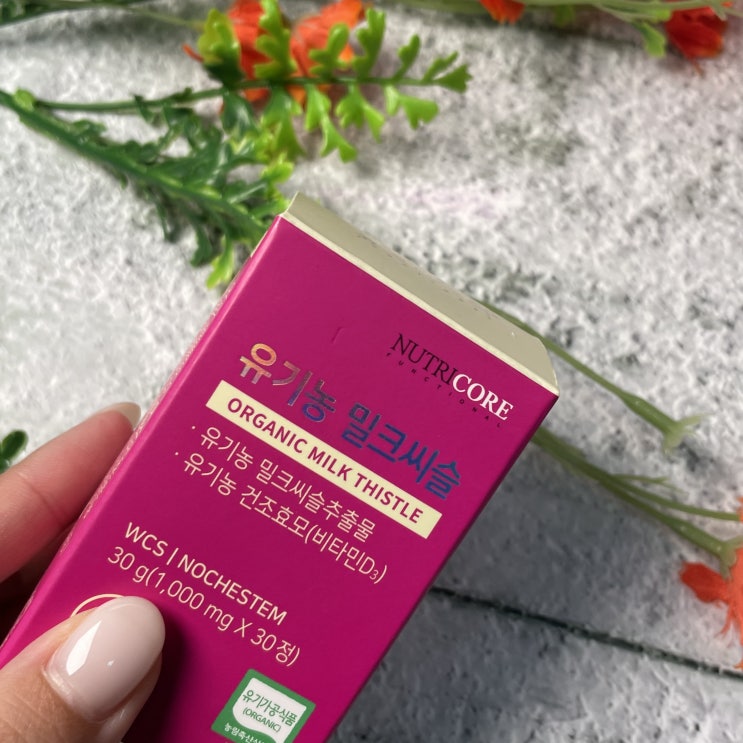 NUTRICORE
FUNCTIONAL
유기농 밀크씨슬
ORGANIC MILK THISTLE
· 유기농 밀크씨슬추출물
· 유기농 건조효모(비타민D₃)
WCS | NOCHESTEM
30 g(1,000 mg X 30정)
유기가공식품
(ORGANIC)